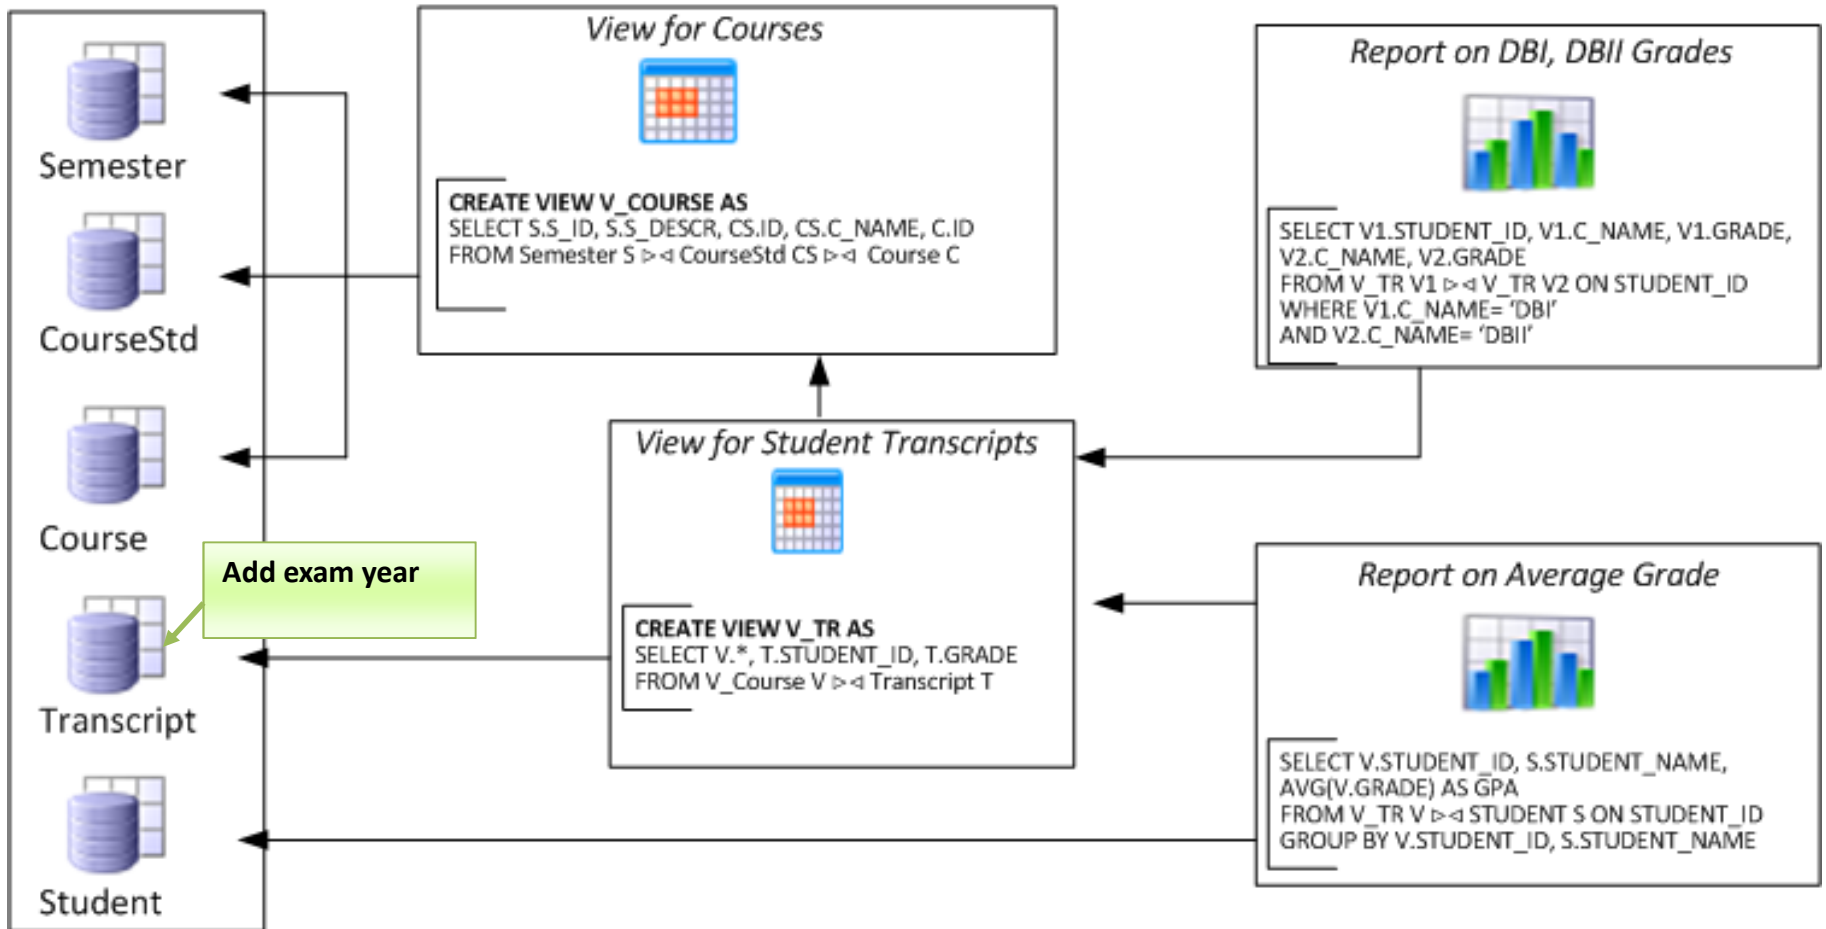 Semester
CourseStd
Course
Add exam year
Transcript
Student
View for Courses
CREATE VIEW V_COURSE AS
SELECT S.S_ID, S.S_DESCR, CS.ID, CS.C_NAME, C.ID
FROM Semester S ⊳⊲ CourseStd CS ⊳⊲ Course C
View for Student Transcripts
CREATE VIEW V_TR AS
SELECT V.*, T.STUDENT_ID, T.GRADE
FROM V_Course V ⊳⊲ Transcript T
Report on DBI, DBII Grades
SELECT V1.STUDENT_ID, V1.C_NAME, V1.GRADE,
V2.C_NAME, V2.GRADE
FROM V_TR V1 ⊳⊲ V_TR V2 ON STUDENT_ID
WHERE V1.C_NAME= ‘DBI’
AND V2.C_NAME= ‘DBII’
Report on Average Grade
SELECT V.STUDENT_ID, S.STUDENT_NAME,
AVG(V.GRADE) AS GPA
FROM V_TR V ⊳⊲ STUDENT S ON STUDENT_ID
GROUP BY V.STUDENT_ID, S.STUDENT_NAME